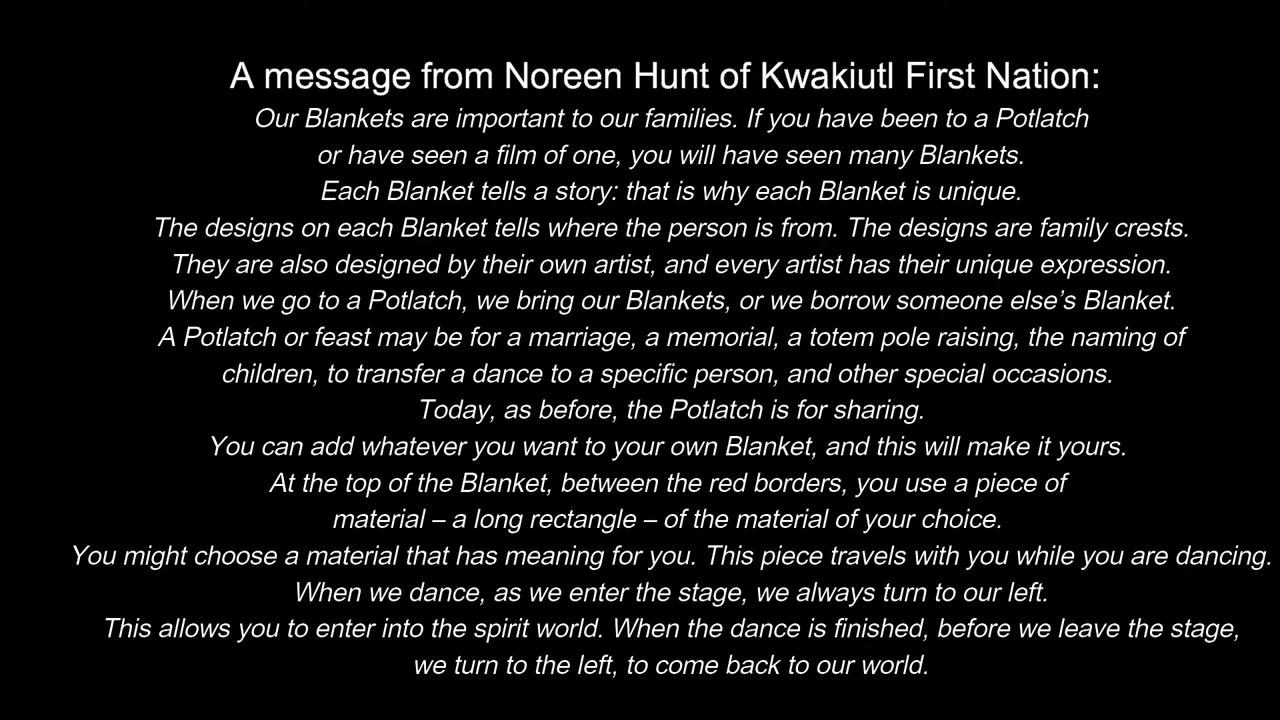 A message from Noreen Hunt of Kwakiutl First Nation:
Our Blankets are important to our families. If you have been to a Potlatch
or have seen a film of one, you will have seen many Blankets.
Each Blanket tells a story: that is why each Blanket is unique.
The designs on each Blanket tells where the person is from. The designs are family crests.
They are also designed by their own artist, and every artist has their unique expression.
When we go to a Potlatch, we bring our Blankets, or we borrow someone else’s Blanket.
A Potlatch or feast may be for a marriage, a memorial, a totem pole raising, the naming of
children, to transfer a dance to a specific person, and other special occasions.
Today, as before, the Potlatch is for sharing.
You can add whatever you want to your own Blanket, and this will make it yours.
At the top of the Blanket, between the red borders, you use a piece of
material – a long rectangle – of the material of your choice.
You might choose a material that has meaning for you. This piece travels with you while you are dancing.
When we dance, as we enter the stage, we always turn to our left.
This allows you to enter into the spirit world. When the dance is finished, before we leave the stage,
we turn to the left, to come back to our world.